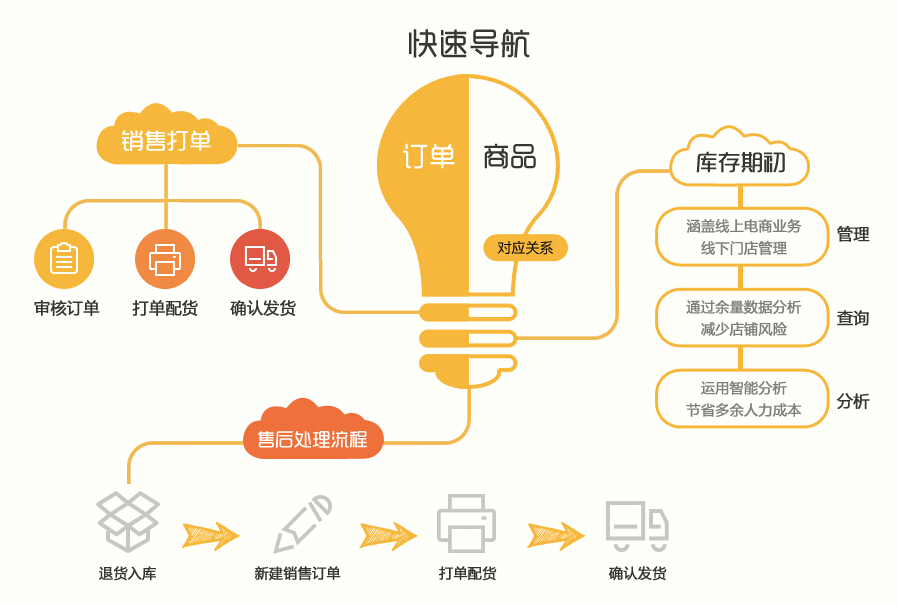 快速导航
订单
商品
对应关系
销售打单
审核订单
打单配货
确认发货
库存期初
涵盖线上电商业务
线下门店管理
管理
通过余量数据分析
减少店铺风险
查询
运用智能分析
节省多余人力成本
分析
售后处理流程
退货入库
新建销售订单
打单配货
确认发货